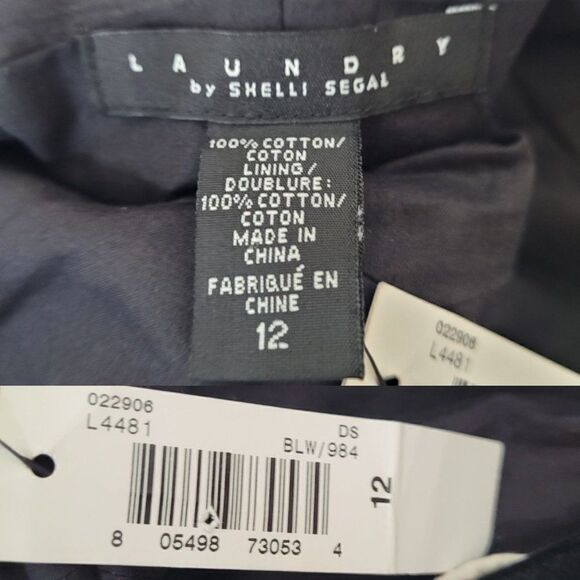 LAUNDRY
by SHELLI SEGAL
100% COTTON/
COTON
LINING/
DOUBLURE:
100% COTTON/
COTON
MADE IN
CHINA
FABRIQUÉ EN
CHINE
12
022908
L4481
022906
L4481
DS
BLW/984
12
8 05498 73053 4